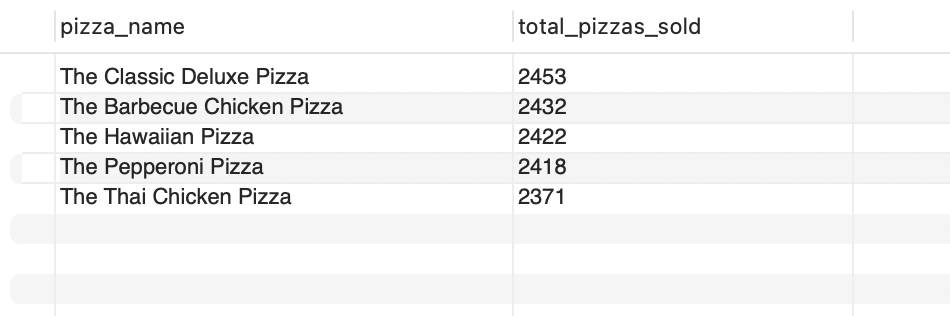 pizza_name total_pizzas_sold
The Classic Deluxe Pizza 2453
The Barbecue Chicken Pizza 2432
The Hawaiian Pizza 2422
The Pepperoni Pizza 2418
The Thai Chicken Pizza 2371